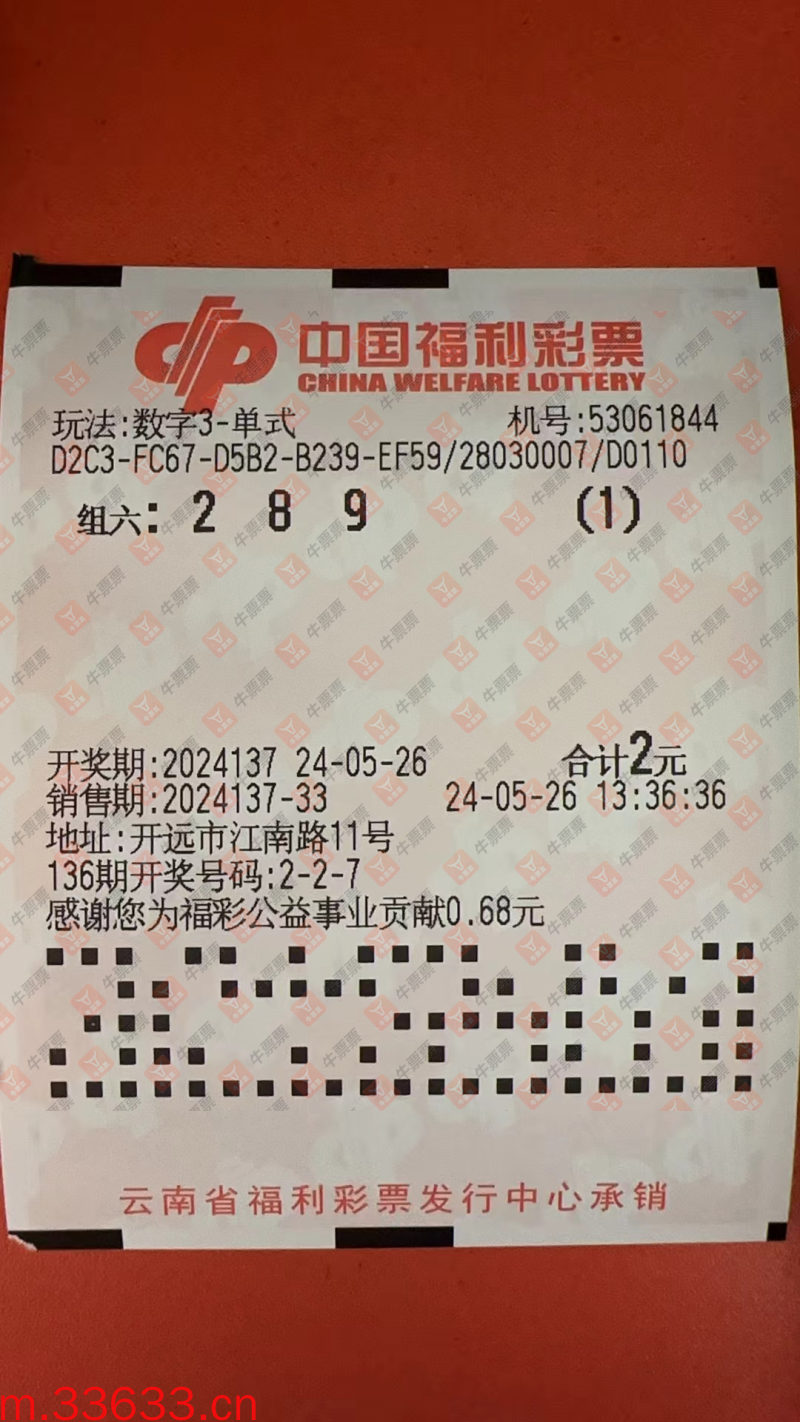 中国福利彩票
CHINA WELFARE LOTTERY
玩法:数字3-单式 机号:53061844
D2C3-FC67-D5B2-B239-EF59/28030007/D0110
组六: 2 8 9 (1)
开奖期:2024137 24-05-26 合计2元
销售期:2024137-33 24-05-26 13:36:36
地址:开远市江南路11号
136期开奖号码:2-2-7
感谢您为福彩公益事业贡献0.68元
云南省福利彩票发行中心承销
牛票票
m.33633.cn